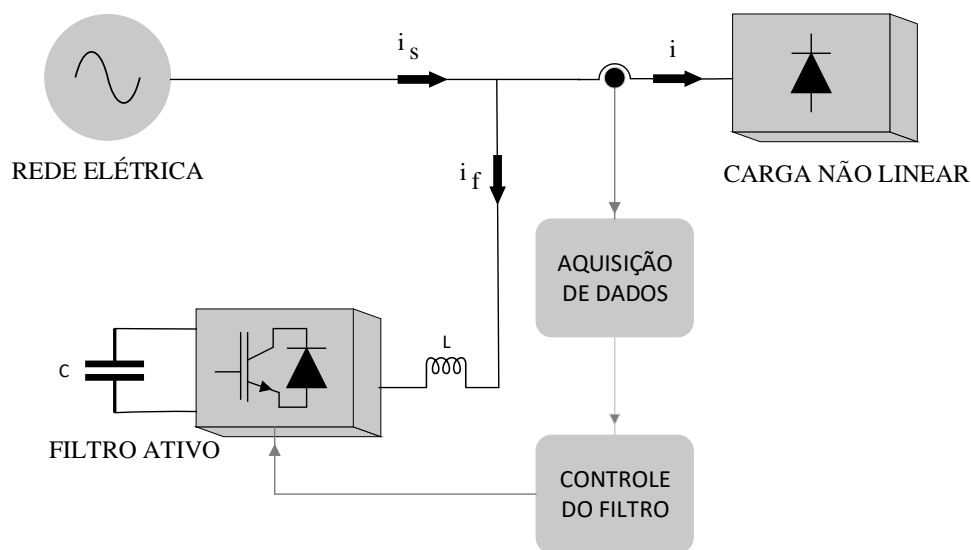 i s
i
REDE ELÉTRICA
CARGA NÃO LINEAR
i f
AQUISIÇÃO
DE DADOS
L
C
FILTRO ATIVO
CONTROLE
DO FILTRO